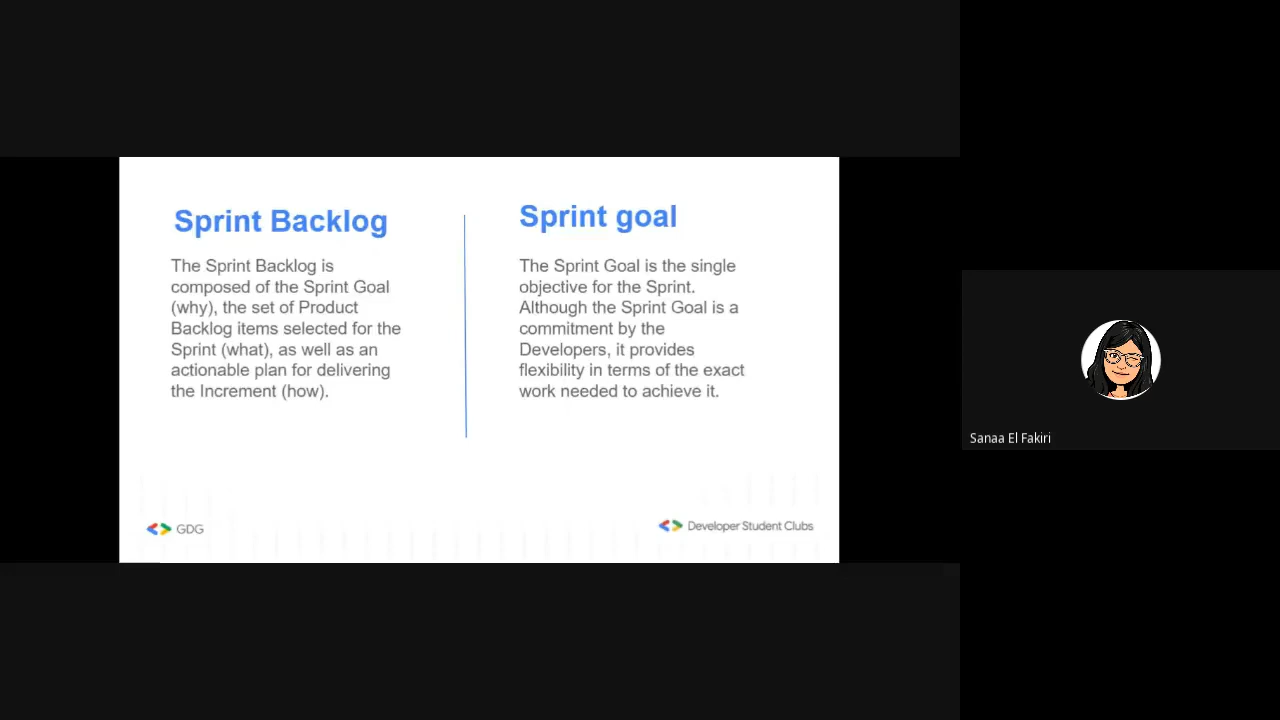 Sprint Backlog
The Sprint Backlog is
composed of the Sprint Goal
(why), the set of Product
Backlog items selected for the
Sprint (what), as well as an
actionable plan for delivering
the Increment (how).
Sprint goal
The Sprint Goal is the single
objective for the Sprint.
Although the Sprint Goal is a
commitment by the
Developers, it provides
flexibility in terms of the exact
work needed to achieve it.
GDG
Developer Student Clubs
Sanaa El Fakiri